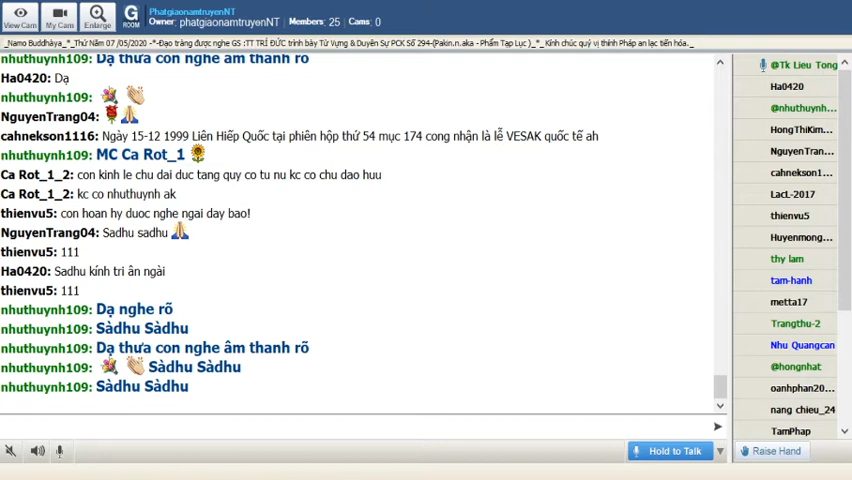 View Cam
My Cam
Enlarge
G
ROOM
PhatgiaonamtruyenNT
Owner: phatgiaonamtruyenNT Members: 25 Cams: 0
_Namo Buddhàya_*_Thứ Năm 07 /05/2020 -*-Đạo tràng được nghe GS :TT TRÍ ĐỨC trình bày Từ Vựng & Duyên Sự PCK Số 294-(Pakin.n.aka - Phẩm Tạp Lục )_*_ Kính chúc quý vị thính Pháp an lạc tiến hóa._
nhuthuynh109: Dạ thưa con nghe âm thanh rõ
Ha0420: Dạ
nhuthuynh109:
NguyenTrang04:
cahnekson1116: Ngày 15-12 1999 Liên Hiếp Quốc tại phiên hộp thứ 54 mục 174 cong nhận là lễ VESAK quốc tế ah
nhuthuynh109: MC Ca Rot_1
Ca Rot_1_2: con kinh le chu dai duc tang quy co tu nu kc co chu dao huu
Ca Rot_1_2: kc co nhuthuynh ak
thienvu5: con hoan hy duoc nghe ngai day bao!
NguyenTrang04: Sadhu sadhu
thienvu5: 111
Ha0420: Sadhu kính tri ân ngài
thienvu5: 111
nhuthuynh109: Dạ nghe rõ
nhuthuynh109: Sàdhu Sàdhu
nhuthuynh109: Dạ thưa con nghe âm thanh rõ
nhuthuynh109: Sàdhu Sàdhu
nhuthuynh109: Sàdhu Sàdhu
@Tk Lieu Tong
Ha0420
@nhuthuynh...
HongThiKim...
NguyenTran...
cahnekson1...
LacL-2017
thienvu5
Huyenmong...
thy lam
tam-hanh
metta17
Trangthu-2
Nhu Quangcan
@hongnhat
oanhphan20...
nang chieu_24
TamPhap
Hold to Talk
Raise Hand